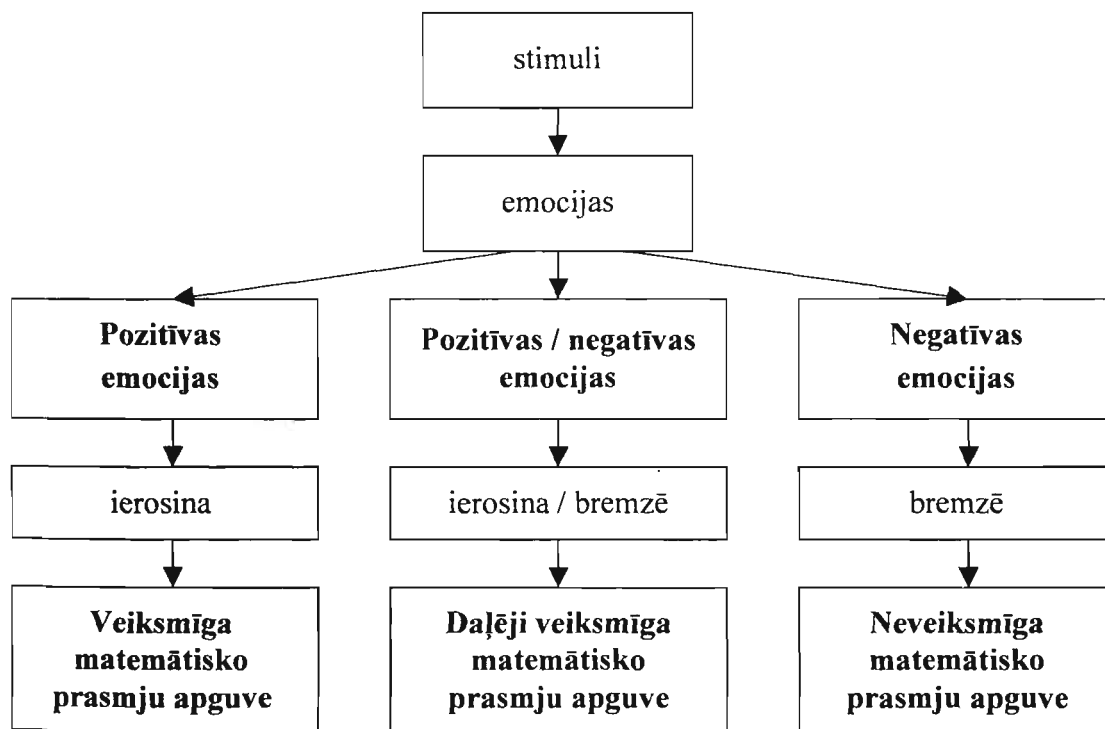 stimuli
emocijas
Pozitīvas
emocijas
Pozitīvas / negatīvas
emocijas
Negatīvas
emocijas
ierosina
ierosina / bremzē
bremzē
Veiksmīga
matemātisko
prasmju apguve
Daļēji veiksmīga
matemātisko
prasmju apguve
Neveiksmīga
matemātisko
prasmju apguve